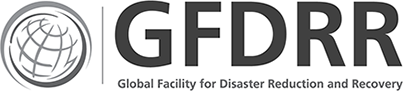 GFDRR
Global Facility for Disaster Reduction and Recovery